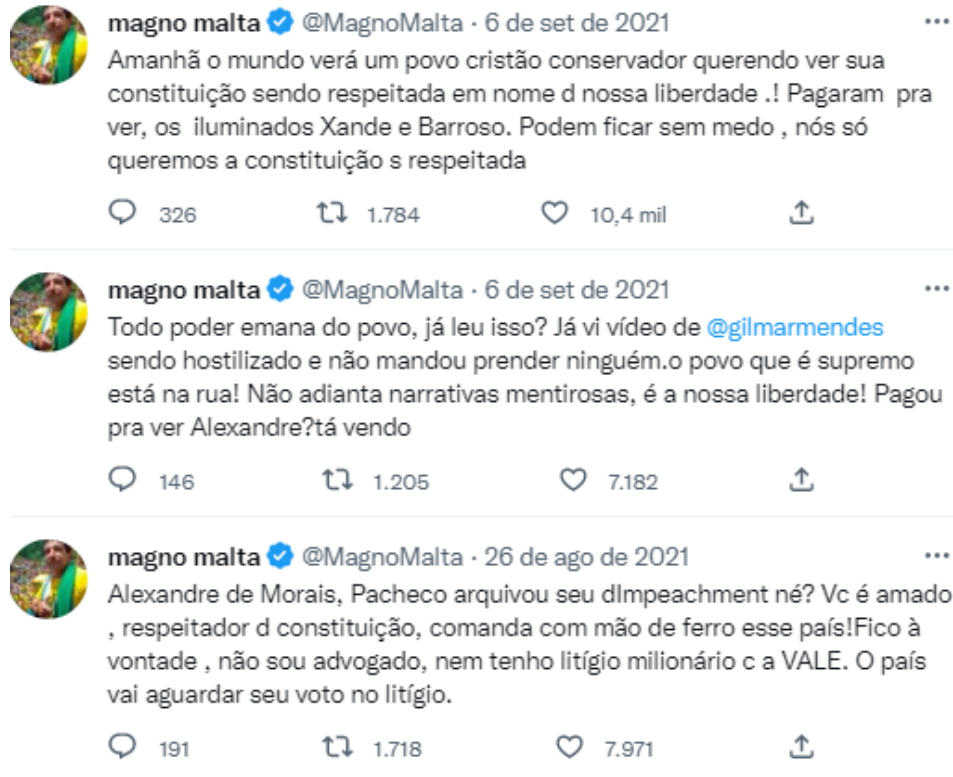 magno malta @MagnoMalta · 6 de set de 2021
Amanhã o mundo verá um povo cristão conservador querendo ver sua
constituição sendo respeitada em nome d nossa liberdade .! Pagaram pra
ver, os iluminados Xande e Barroso. Podem ficar sem medo , nós só
queremos a constituição s respeitada
326 1.784 10,4 mil
magno malta @MagnoMalta · 6 de set de 2021
Todo poder emana do povo, já leu isso? Já vi vídeo de @gilmarmendes
sendo hostilizado e não mandou prender ninguém.o povo que é supremo
está na rua! Não adianta narrativas mentirosas, é a nossa liberdade! Pagou
pra ver Alexandre?tá vendo
146 1.205 7.182
magno malta @MagnoMalta · 26 de ago de 2021
Alexandre de Morais, Pacheco arquivou seu dImpeachment né? Vc é amado
, respeitador d constituição, comanda com mão de ferro esse país!Fico à
vontade , não sou advogado, nem tenho litígio milionário c a VALE. O país
vai aguardar seu voto no litígio.
191 1.718 7.971